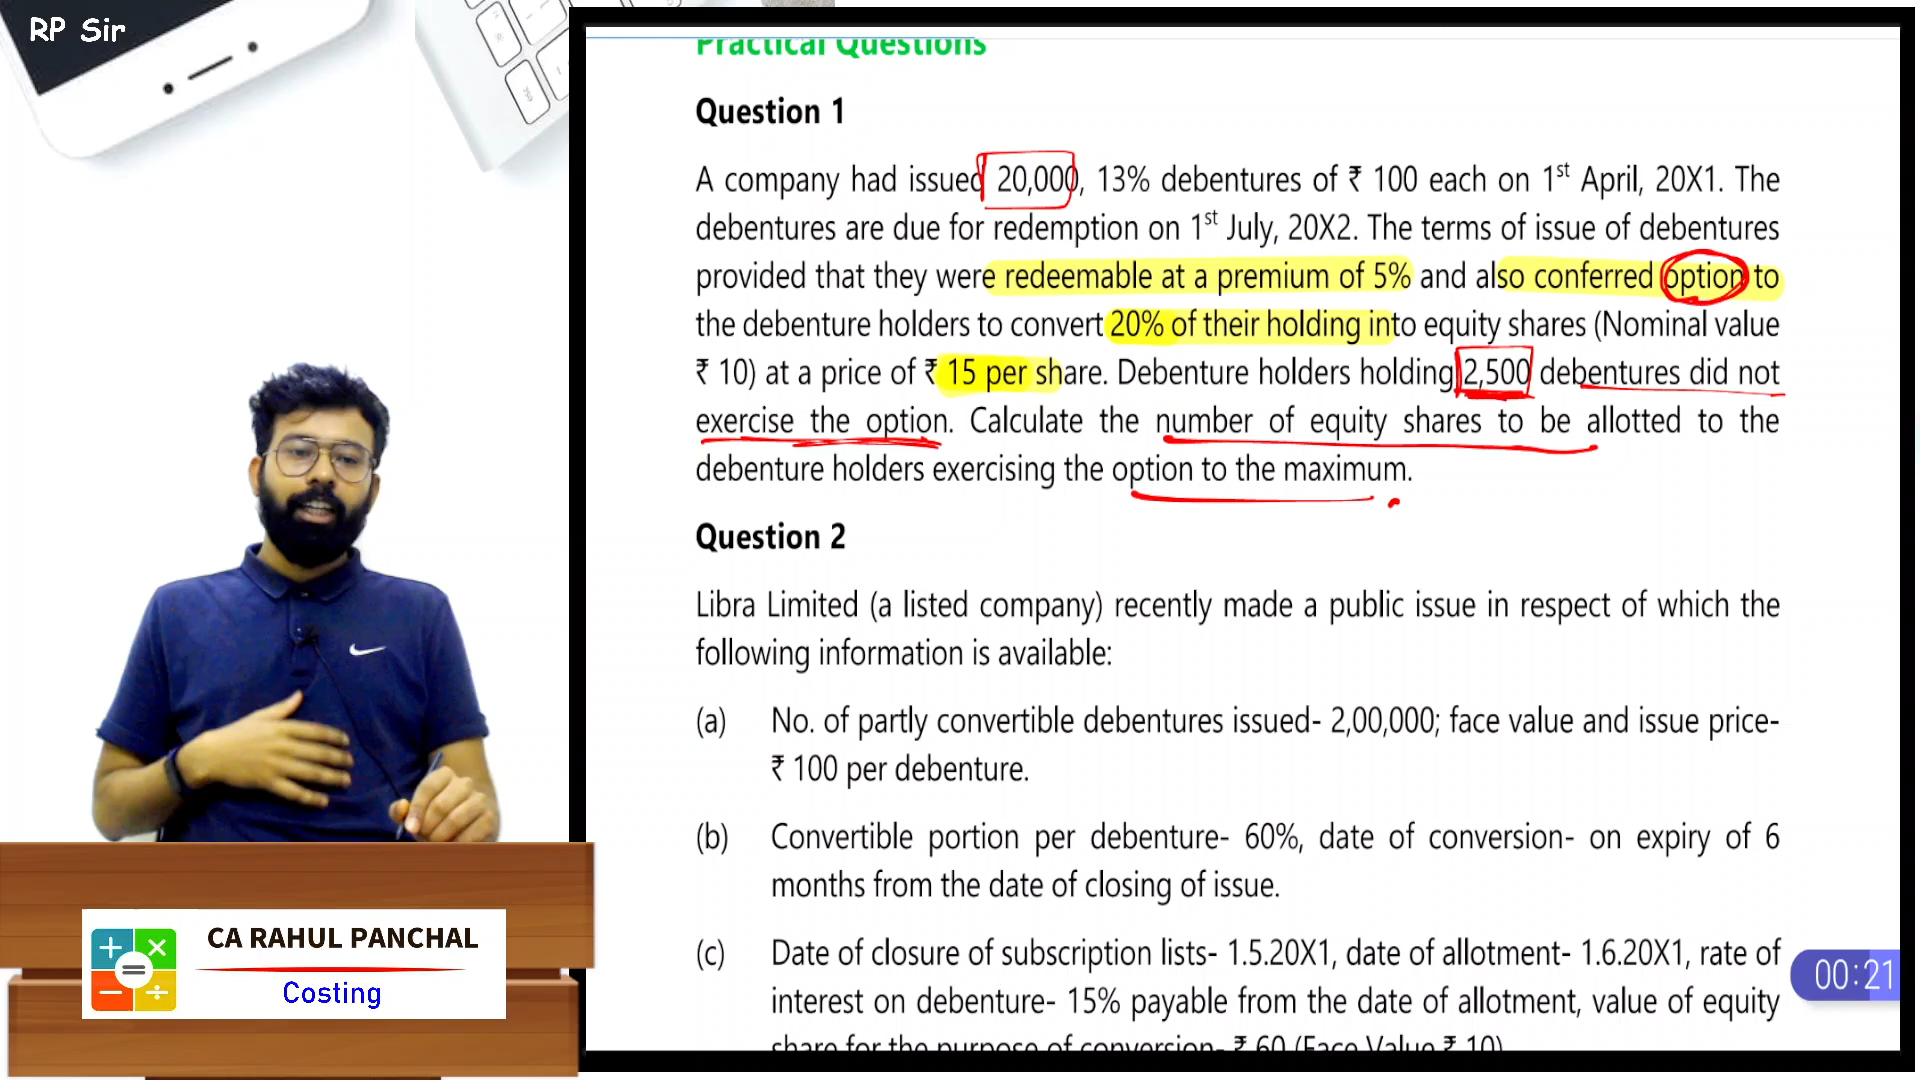 RP Sir
Practical Questions
Question 1
A company had issued 20,000, 13% debentures of ₹ 100 each on 1st April, 20X1. The
debentures are due for redemption on 1st July, 20X2. The terms of issue of debentures
provided that they were redeemable at a premium of 5% and also conferred option to
the debenture holders to convert 20% of their holding into equity shares (Nominal value
₹ 10) at a price of ₹ 15 per share. Debenture holders holding 2,500 debentures did not
exercise the option. Calculate the number of equity shares to be allotted to the
debenture holders exercising the option to the maximum.
Question 2
Libra Limited (a listed company) recently made a public issue in respect of which the
following information is available:
(a) No. of partly convertible debentures issued- 2,00,000; face value and issue price-
₹ 100 per debenture.
(b) Convertible portion per debenture- 60%, date of conversion- on expiry of 6
months from the date of closing of issue.
(c) Date of closure of subscription lists- 1.5.20X1, date of allotment- 1.6.20X1, rate of
interest on debenture- 15% payable from the date of allotment, value of equity
share for the purpose of conversion- ₹ 60 (Face Value ₹ 10)
00:21
CA RAHUL PANCHAL
Costing